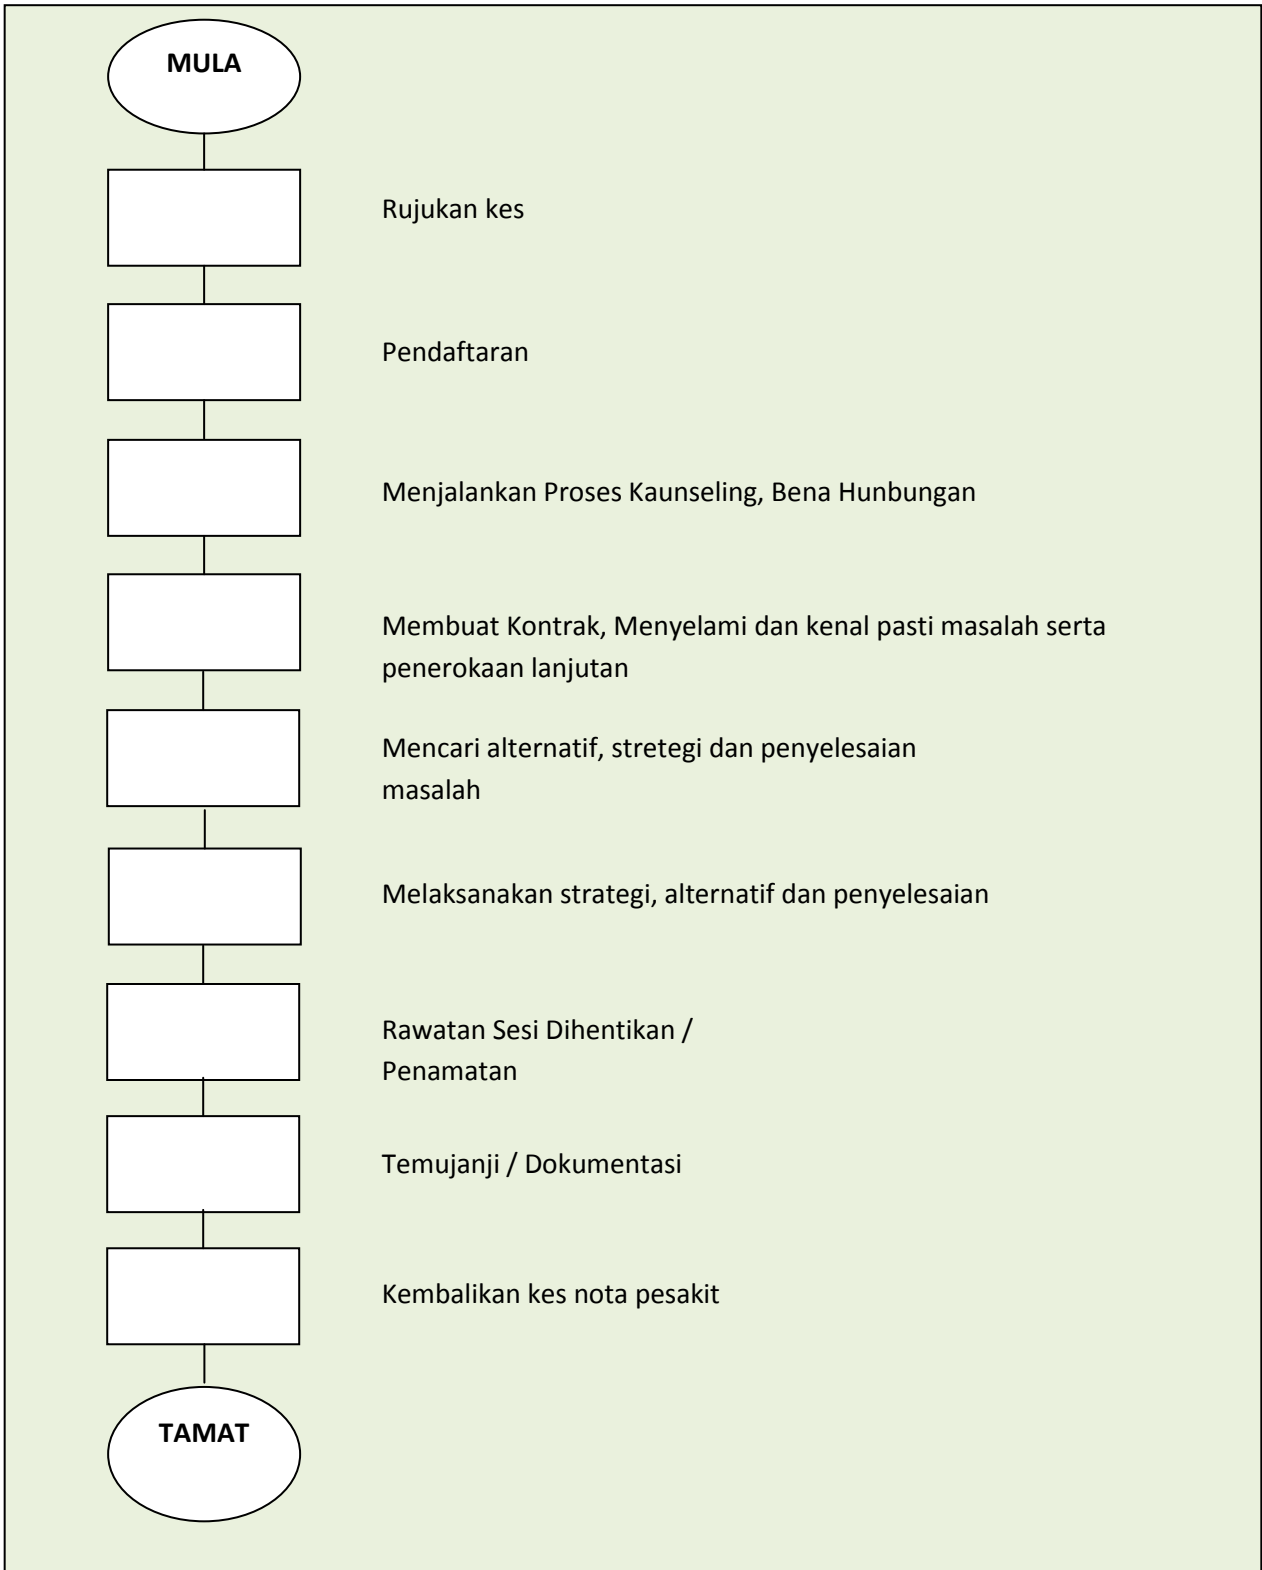 MULA
Rujukan kes
Pendaftaran
Menjalankan Proses Kaunseling, Bena Hunbungan
Membuat Kontrak, Menyelami dan kenal pasti masalah serta
penerokaan lanjutan
Mencari alternatif, stretegi dan penyelesaian
masalah
Melaksanakan strategi, alternatif dan penyelesaian
Rawatan Sesi Dihentikan /
Penamatan
Temujanji / Dokumentasi
Kembalikan kes nota pesakit
TAMAT